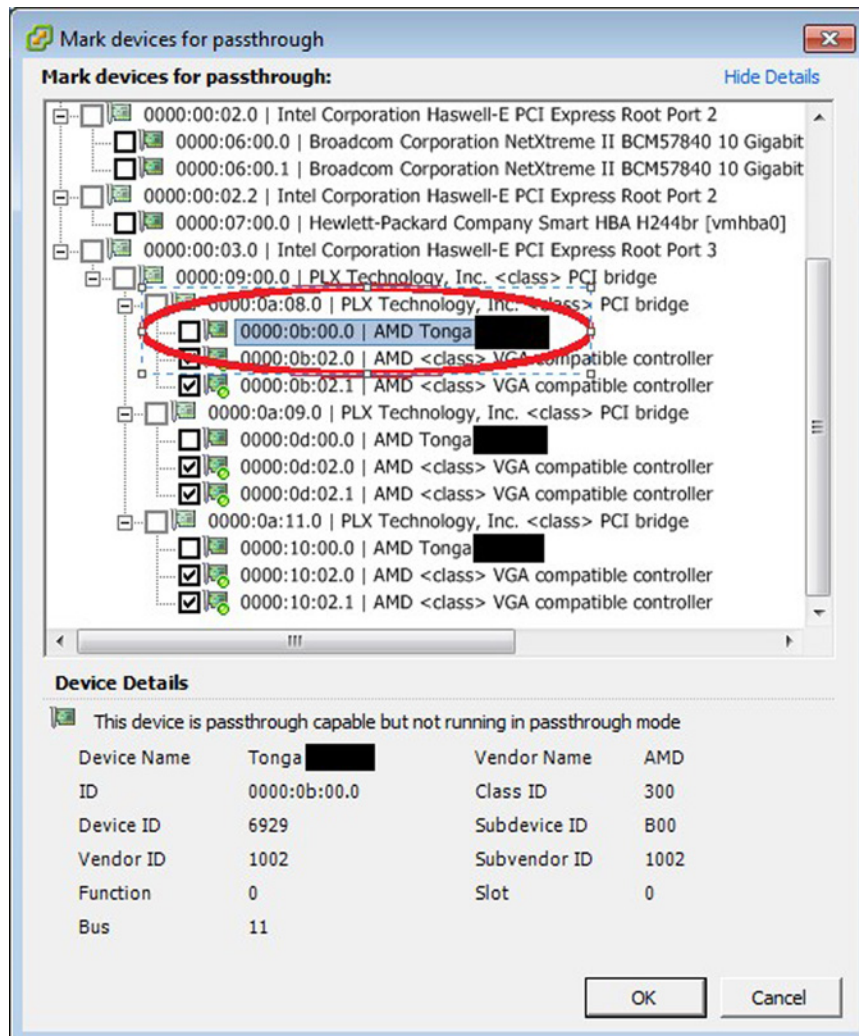 Mark devices for passthrough
Mark devices for passthrough: Hide Details
0000:00:02.0 | Intel Corporation Haswell-E PCI Express Root Port 2
0000:06:00.0 | Broadcom Corporation NetXtreme II BCM57840 10 Gigabit
0000:06:00.1 | Broadcom Corporation NetXtreme II BCM57840 10 Gigabit
0000:00:02.2 | Intel Corporation Haswell-E PCI Express Root Port 2
0000:07:00.0 | Hewlett-Packard Company Smart HBA H244br [vmhba0]
0000:00:03.0 | Intel Corporation Haswell-E PCI Express Root Port 3
0000:09:00.0 | PLX Technology, Inc. <class> PCI bridge
0000:0a:08.0 | PLX Technology, Inc. <class> PCI bridge
0000:0b:00.0 | AMD Tonga
0000:0b:02.0 | AMD <class> VGA compatible controller
0000:0b:02.1 | AMD <class> VGA compatible controller
0000:0a:09.0 | PLX Technology, Inc. <class> PCI bridge
0000:0d:00.0 | AMD Tonga
0000:0d:02.0 | AMD <class> VGA compatible controller
0000:0d:02.1 | AMD <class> VGA compatible controller
0000:0a:11.0 | PLX Technology, Inc. <class> PCI bridge
0000:10:00.0 | AMD Tonga
0000:10:02.0 | AMD <class> VGA compatible controller
0000:10:02.1 | AMD <class> VGA compatible controller
Device Details
This device is passthrough capable but not running in passthrough mode
Device Name Tonga Vendor Name AMD
ID 0000:0b:00.0 Class ID 300
Device ID 6929 Subdevice ID B00
Vendor ID 1002 Subvendor ID 1002
Function 0 Slot 0
Bus 11
OK Cancel